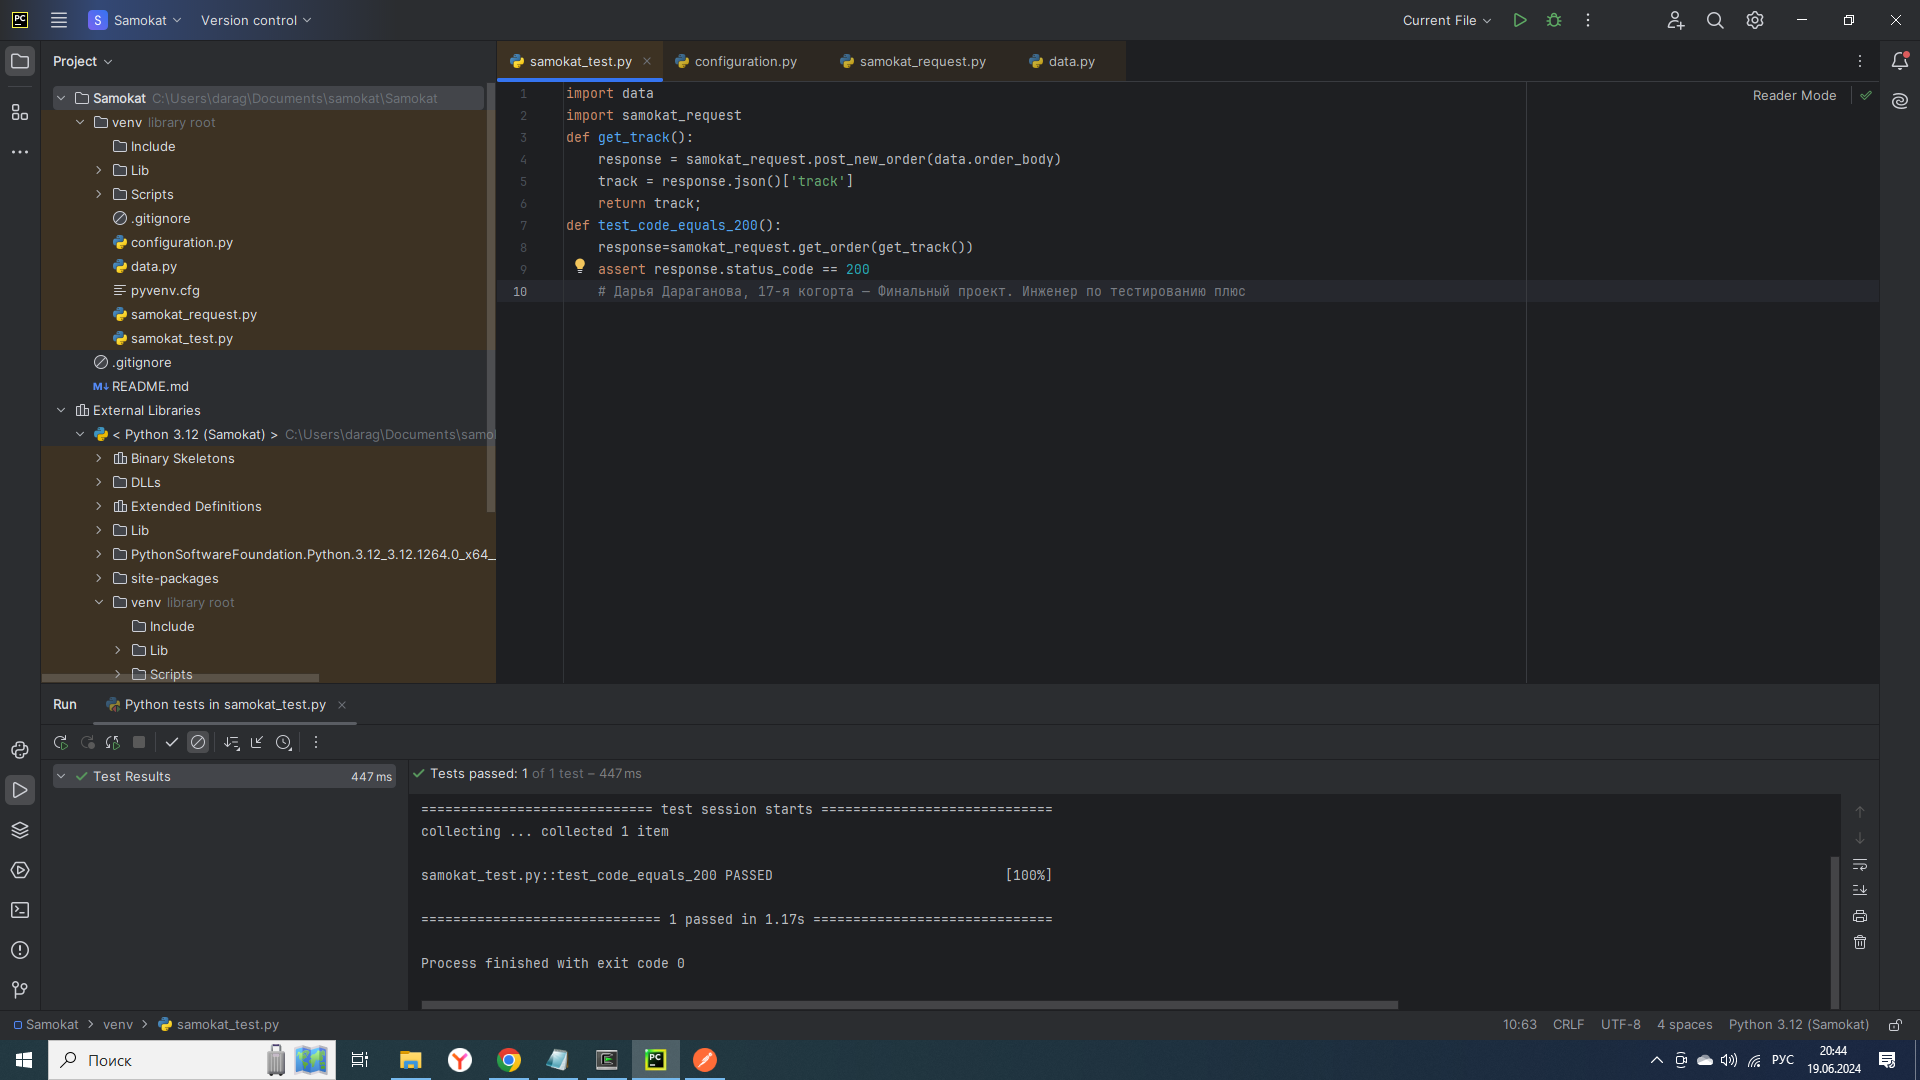 PC
S Samokat
Version control
Current File
Project
samokat_test.py
configuration.py
samokat_request.py
data.py
Samokat C:\Users\darag\Documents\samokat\Samokat
venv library root
Include
Lib
Scripts
.gitignore
configuration.py
data.py
pyvenv.cfg
samokat_request.py
samokat_test.py
.gitignore
M↓ README.md
External Libraries
< Python 3.12 (Samokat) > C:\Users\darag\Documents\samo
Binary Skeletons
DLLs
Extended Definitions
Lib
PythonSoftwareFoundation.Python.3.12_3.12.1264.0_x64_
site-packages
venv library root
Include
Lib
Scripts
Reader Mode
1 import data
2 import samokat_request
3 def get_track():
4 response = samokat_request.post_new_order(data.order_body)
5 track = response.json()['track']
6 return track;
7 def test_code_equals_200():
8 response=samokat_request.get_order(get_track())
9 assert response.status_code == 200
10 # Дарья Дараганова, 17-я когорта — Финальный проект. Инженер по тестированию плюс
Run
Python tests in samokat_test.py
Test Results 447 ms
Tests passed: 1 of 1 test – 447 ms
============================= test session starts =============================
collecting ... collected 1 item
samokat_test.py::test_code_equals_200 PASSED [100%]
============================== 1 passed in 1.17s ==============================
Process finished with exit code 0
Samokat > venv > samokat_test.py
10:63 CRLF UTF-8 4 spaces Python 3.12 (Samokat)
Поиск
PC
РУС
20:44
19.06.2024